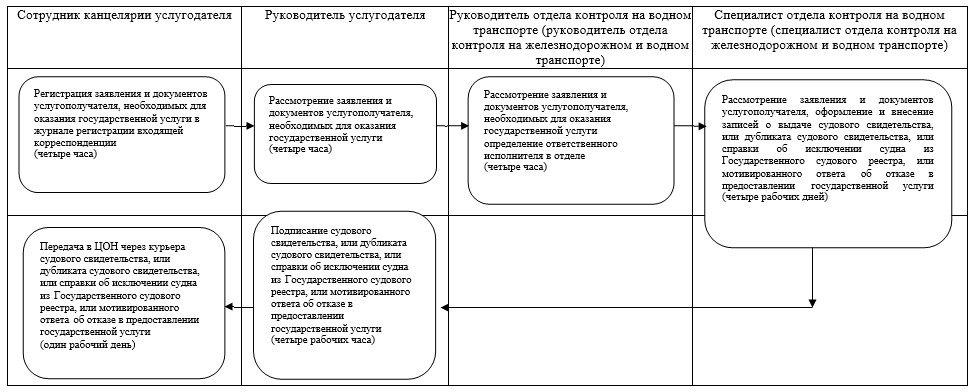 Сотрудник канцелярии услугодателя
Руководитель услугодателя
Руководитель отдела контроля на водном
транспорте (руководитель отдела
контроля на железнодорожном и водном
транспорте)
Специалист отдела контроля на водном
транспорте (специалист отдела контроля на
железнодорожном и водном транспорте)
Регистрация заявления и документов
услугополучателя, необходимых для
оказания государственной услуги в
журнале регистрации входящей
корреспонденции
(четыре часа)
Рассмотрение заявления и
документов услугополучателя,
необходимых для оказания
государственной услуги
(четыре часа)
Рассмотрение заявления и
документов услугополучателя,
необходимых для оказания
государственной услуги
определение ответственного
исполнителя в отделе
(четыре часа)
Рассмотрение заявления и документов
услугополучателя, оформление и внесение
записей о выдаче судового свидетельства,
или дубликата судового свидетельства, или
справки об исключении судна из
Государственного судового реестра, или
мотивированного ответа об отказе в
предоставлении государственной услуги
(четыре рабочих дней)
Передача в ЦОН через курьера
судового свидетельства, или
дубликата судового свидетельства,
или справки об исключении судна
из Государственного судового
реестра, или мотивированного
ответа об отказе в предоставлении
государственной услуги
(один рабочий день)
Подписание судового
свидетельства, или дубликата
судового свидетельства, или
справки об исключении судна
из Государственного судового
реестра, или мотивированного
ответа об отказе в
предоставлении
государственной услуги
(четыре рабочих часа)